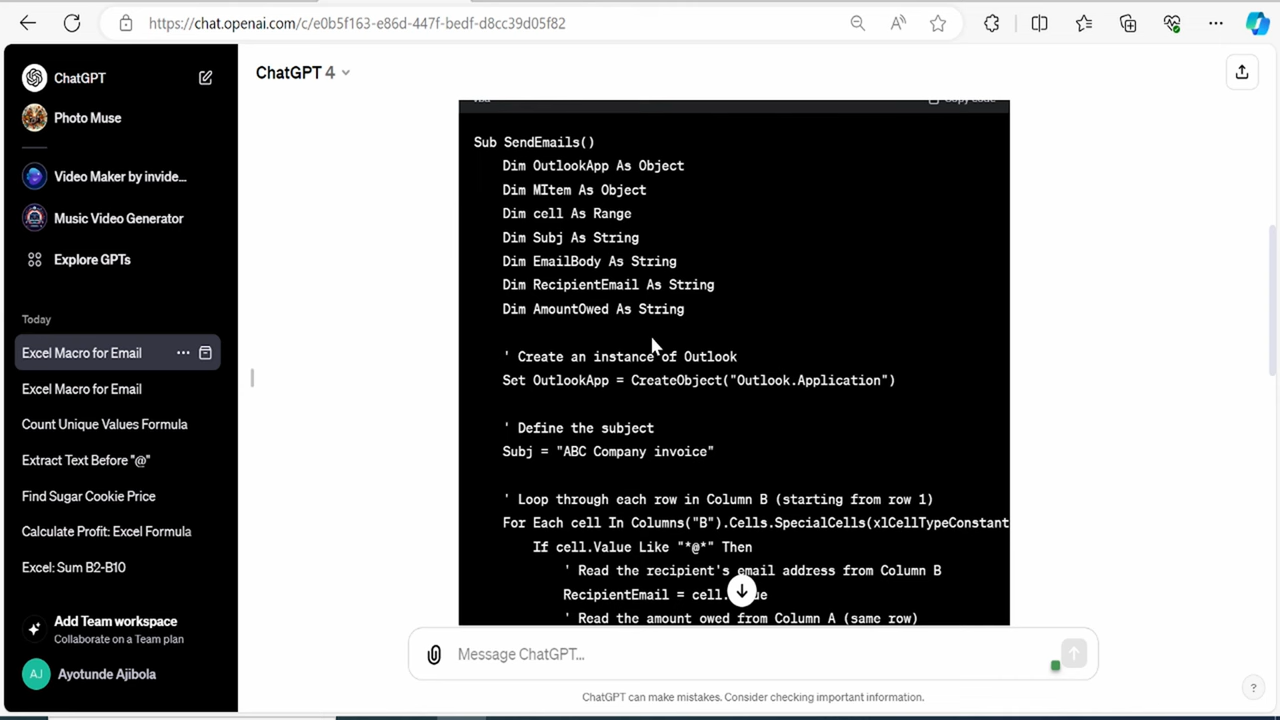 https://chat.openai.com/c/e0b5f163-e86d-447f-bedf-d8cc39d05f82
ChatGPT
Photo Muse
Video Maker by invide...
Music Video Generator
Explore GPTs
Today
Excel Macro for Email
Excel Macro for Email
Count Unique Values Formula
Extract Text Before "@"
Find Sugar Cookie Price
Calculate Profit: Excel Formula
Excel: Sum B2-B10
Add Team workspace
Collaborate on a Team plan
AJ Ayotunde Ajibola
ChatGPT 4
vba Copy code
Sub SendEmails()
Dim OutlookApp As Object
Dim MItem As Object
Dim cell As Range
Dim Subj As String
Dim EmailBody As String
Dim RecipientEmail As String
Dim AmountOwed As String
' Create an instance of Outlook
Set OutlookApp = CreateObject("Outlook.Application")
' Define the subject
Subj = "ABC Company invoice"
' Loop through each row in Column B (starting from row 1)
For Each cell In Columns("B").Cells.SpecialCells(xlCellTypeConstant
If cell.Value Like "*@*" Then
' Read the recipient's email address from Column B
RecipientEmail = cell.
' Read the amount owed from Column A (same row)
Message ChatGPT...
ChatGPT can make mistakes. Consider checking important information.
?